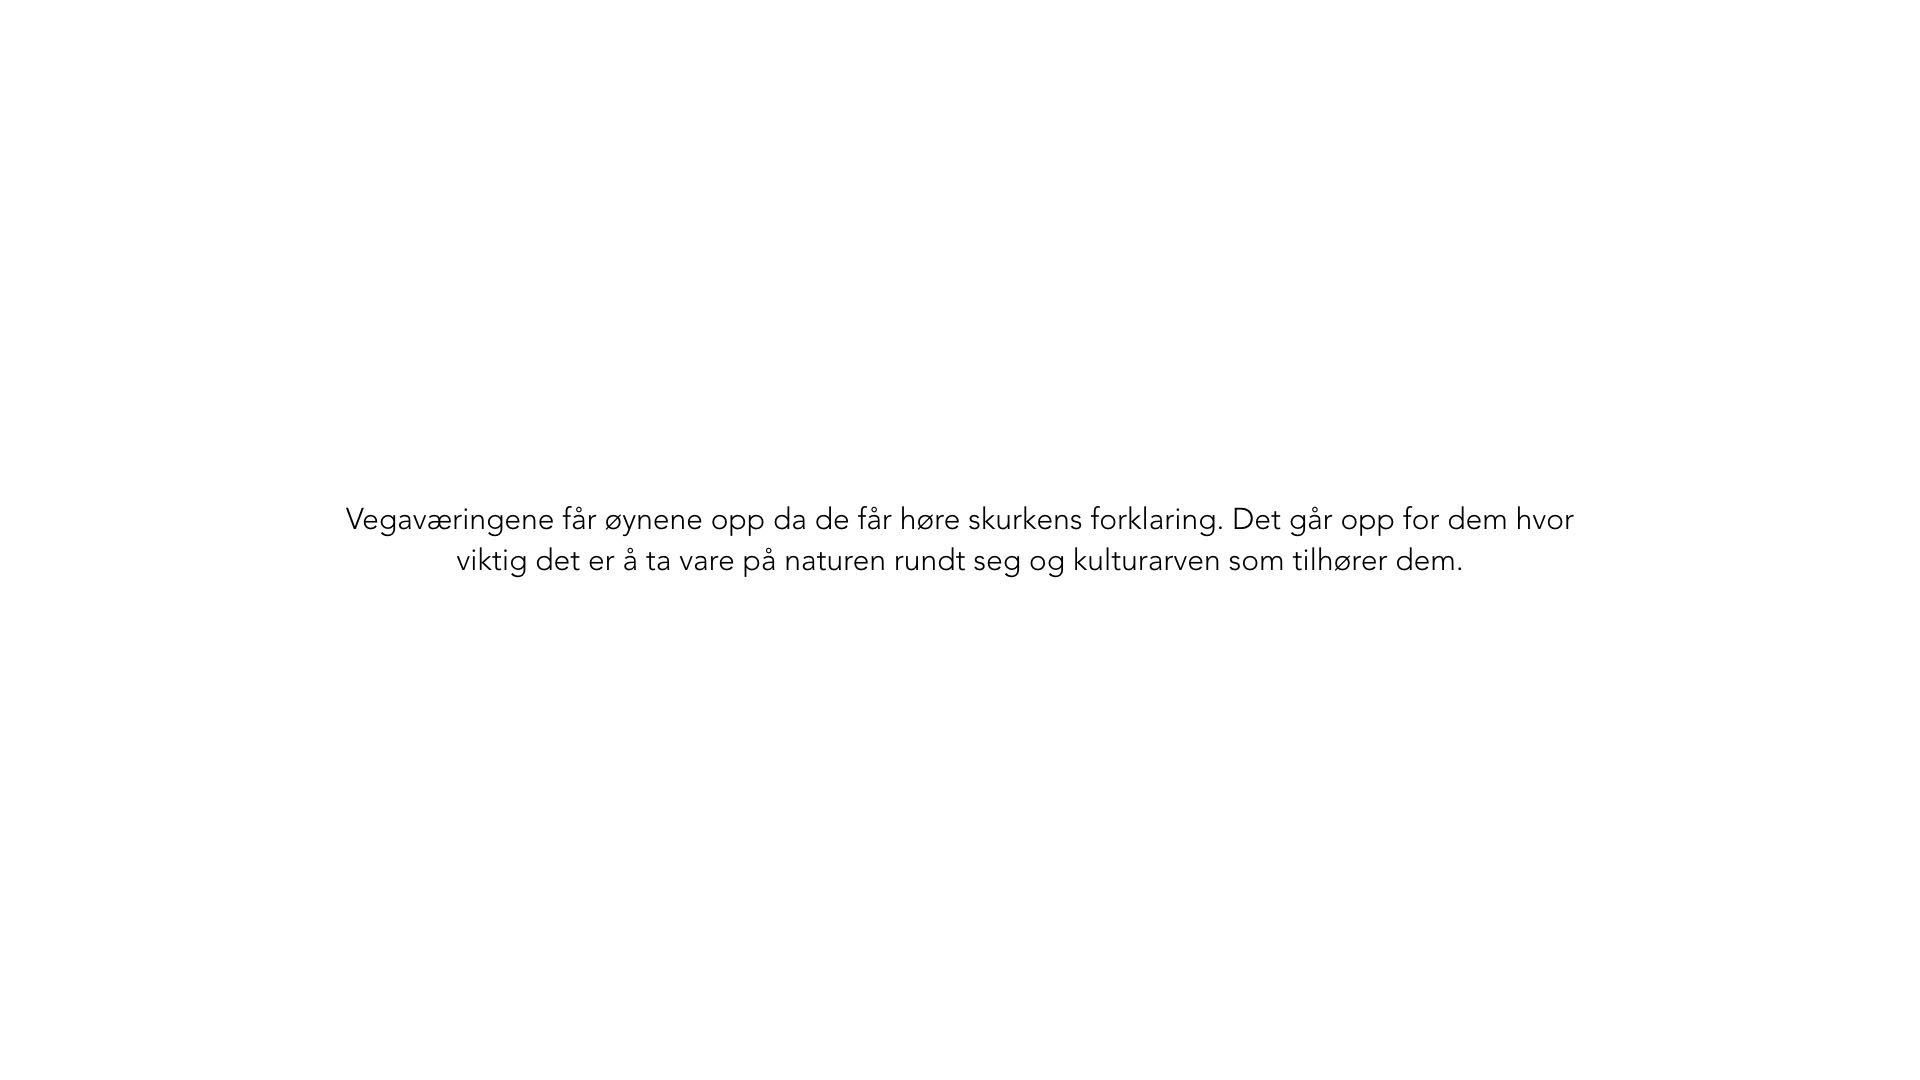 Vegaværingene får øynene opp da de får høre skurkens forklaring. Det går opp for dem hvor
viktig det er å ta vare på naturen rundt seg og kulturarven som tilhører dem.